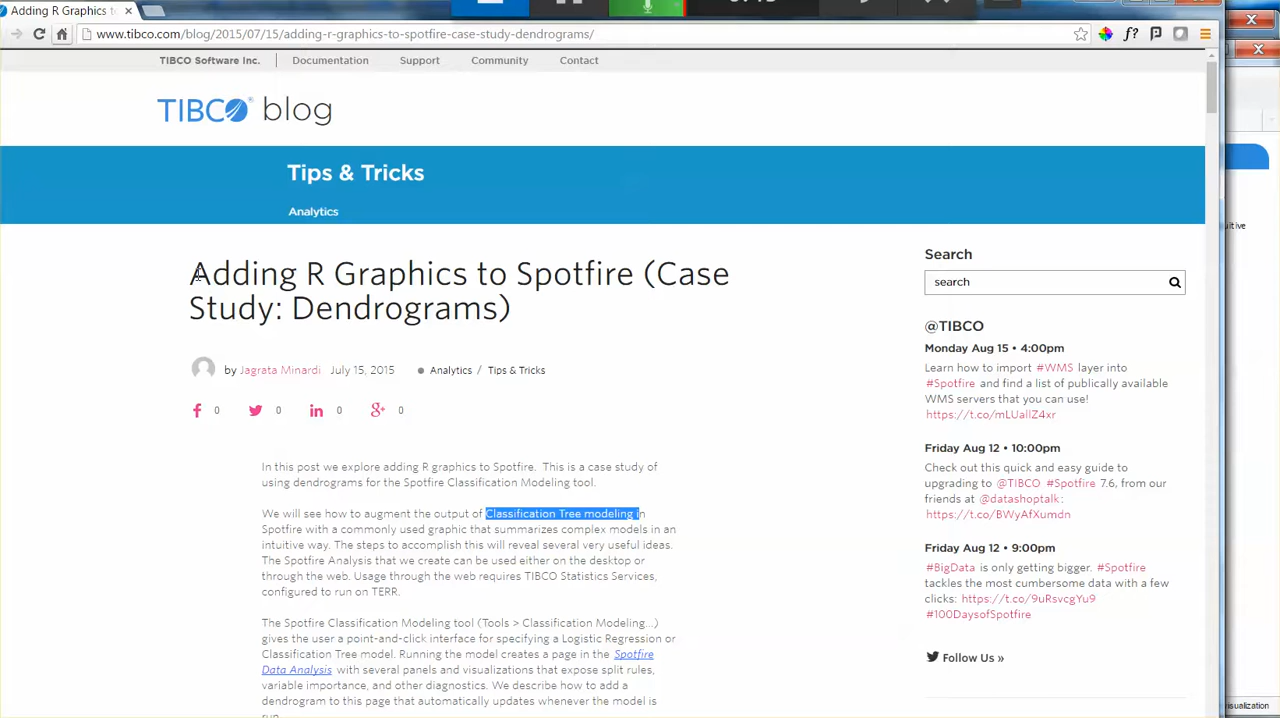 Adding R Graphics to
www.tibco.com/blog/2015/07/15/adding-r-graphics-to-spotfire-case-study-dendrograms/
f?
TIBCO Software Inc.
Documentation
Support
Community
Contact
TIBCO® blog
Tips & Tricks
Analytics
Adding R Graphics to Spotfire (Case
Study: Dendrograms)
by Jagrata Minardi July 15, 2015 Analytics / Tips & Tricks
0 0 0 0
In this post we explore adding R graphics to Spotfire. This is a case study of
using dendrograms for the Spotfire Classification Modeling tool.
We will see how to augment the output of Classification Tree modeling in
Spotfire with a commonly used graphic that summarizes complex models in an
intuitive way. The steps to accomplish this will reveal several very useful ideas.
The Spotfire Analysis that we create can be used either on the desktop or
through the web. Usage through the web requires TIBCO Statistics Services,
configured to run on TERR.
The Spotfire Classification Modeling tool (Tools > Classification Modeling...)
gives the user a point-and-click interface for specifying a Logistic Regression or
Classification Tree model. Running the model creates a page in the Spotfire
Data Analysis with several panels and visualizations that expose split rules,
variable importance, and other diagnostics. We describe how to add a
dendrogram to this page that automatically updates whenever the model is
run.
Search
search
@TIBCO
Monday Aug 15 • 4:00pm
Learn how to import #WMS layer into
#Spotfire and find a list of publically available
WMS servers that you can use!
https://t.co/mLUallZ4xr
Friday Aug 12 • 10:00pm
Check out this quick and easy guide to
upgrading to @TIBCO #Spotfire 7.6, from our
friends at @datashoptalk:
https://t.co/BWyAfXumdn
Friday Aug 12 • 9:00pm
#BigData is only getting bigger. #Spotfire
tackles the most cumbersome data with a few
clicks: https://t.co/9uRsvcgYu9
#100DaysofSpotfire
Follow Us »
uitive
sualization